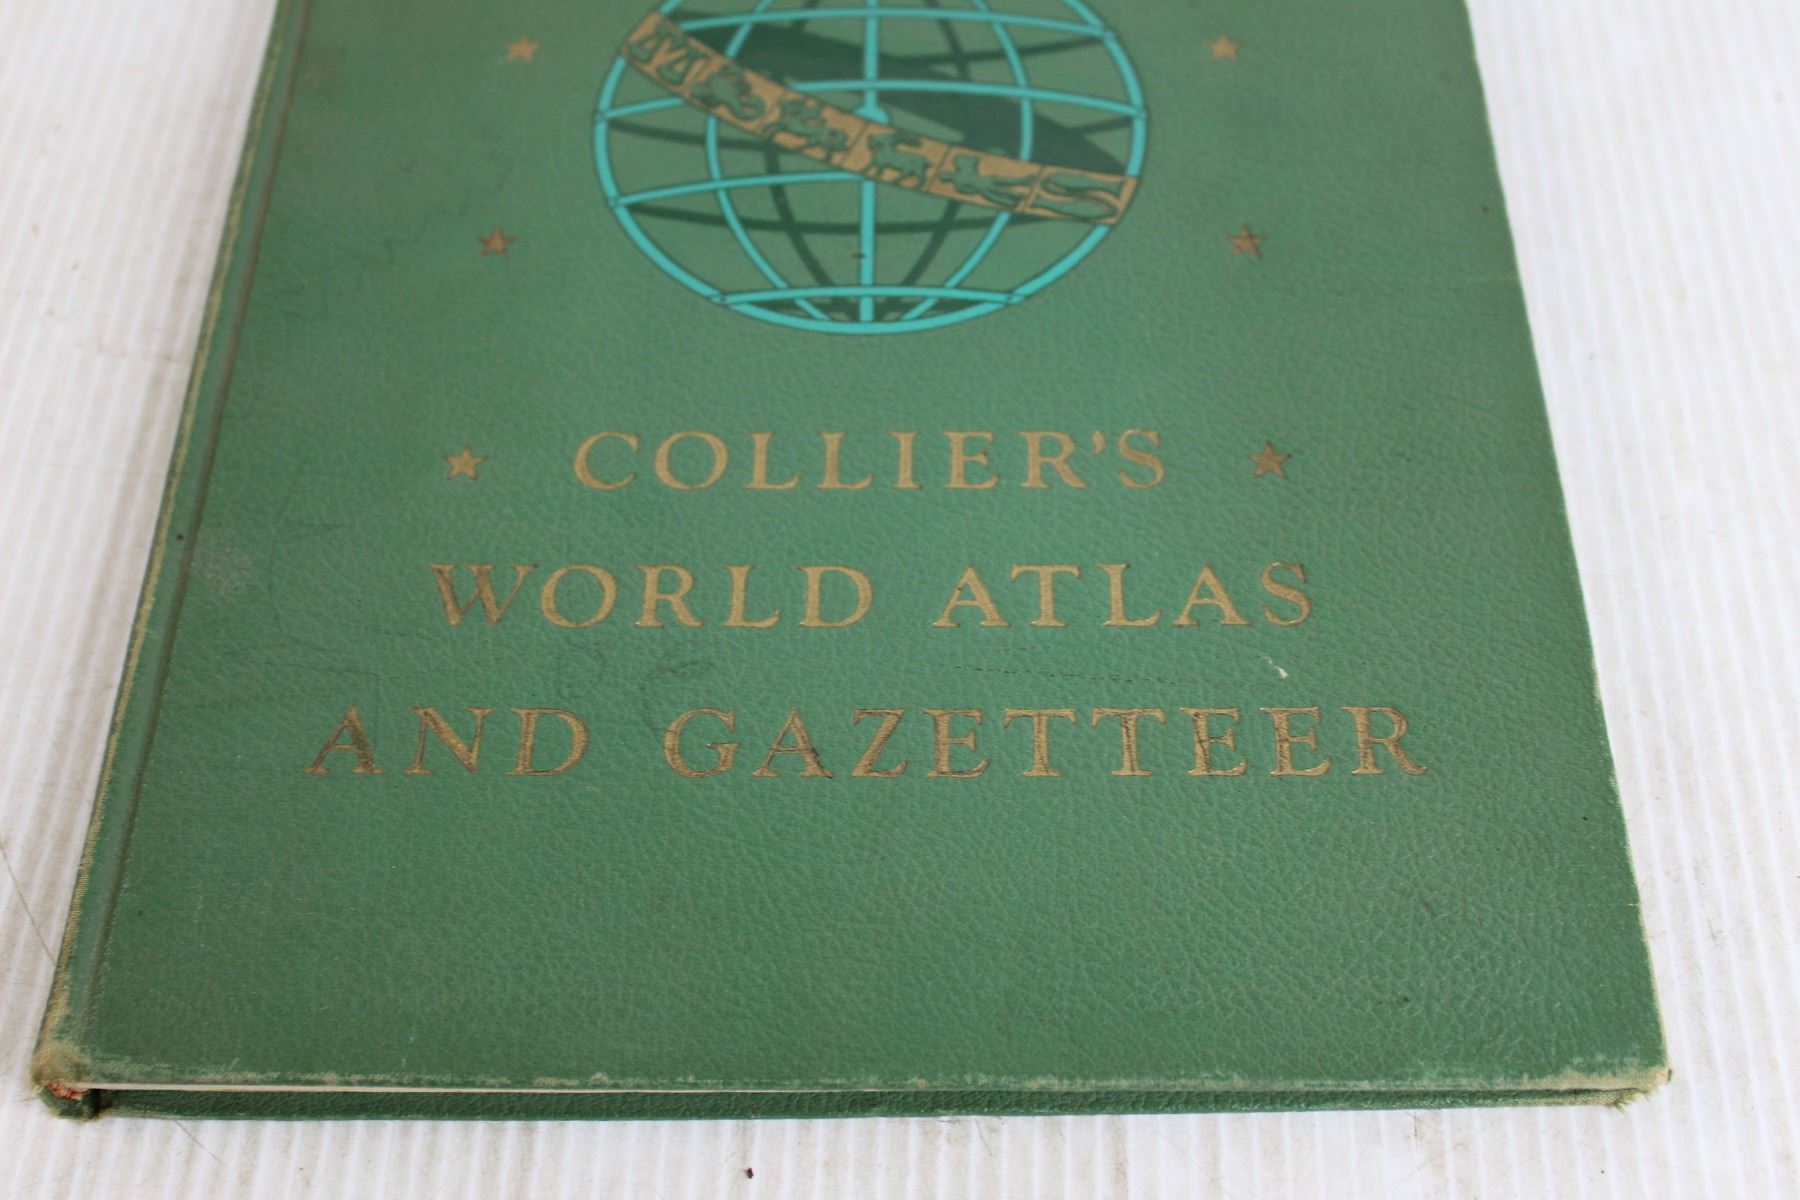 COLLIER'S
WORLD ATLAS
AND GAZETTEER